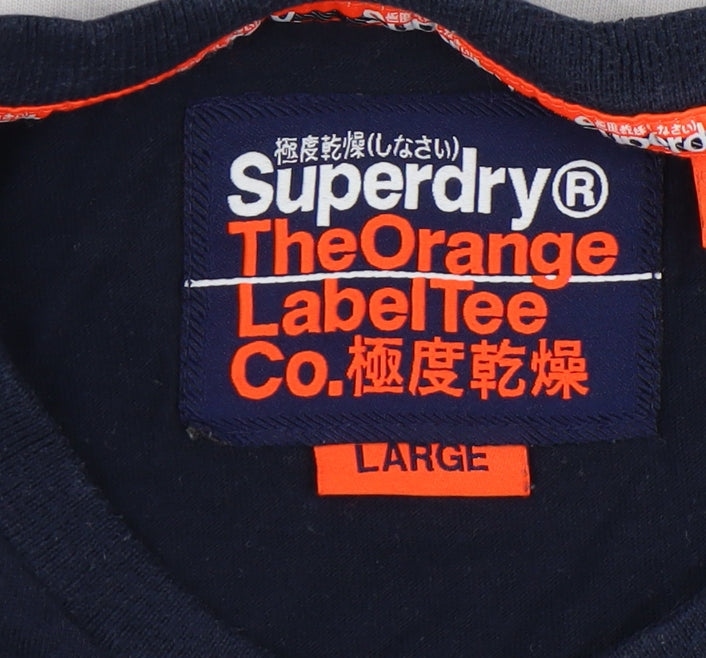 極度乾燥(しなさい)
Superdry®
TheOrange
LabelTee
Co.極度乾燥
LARGE